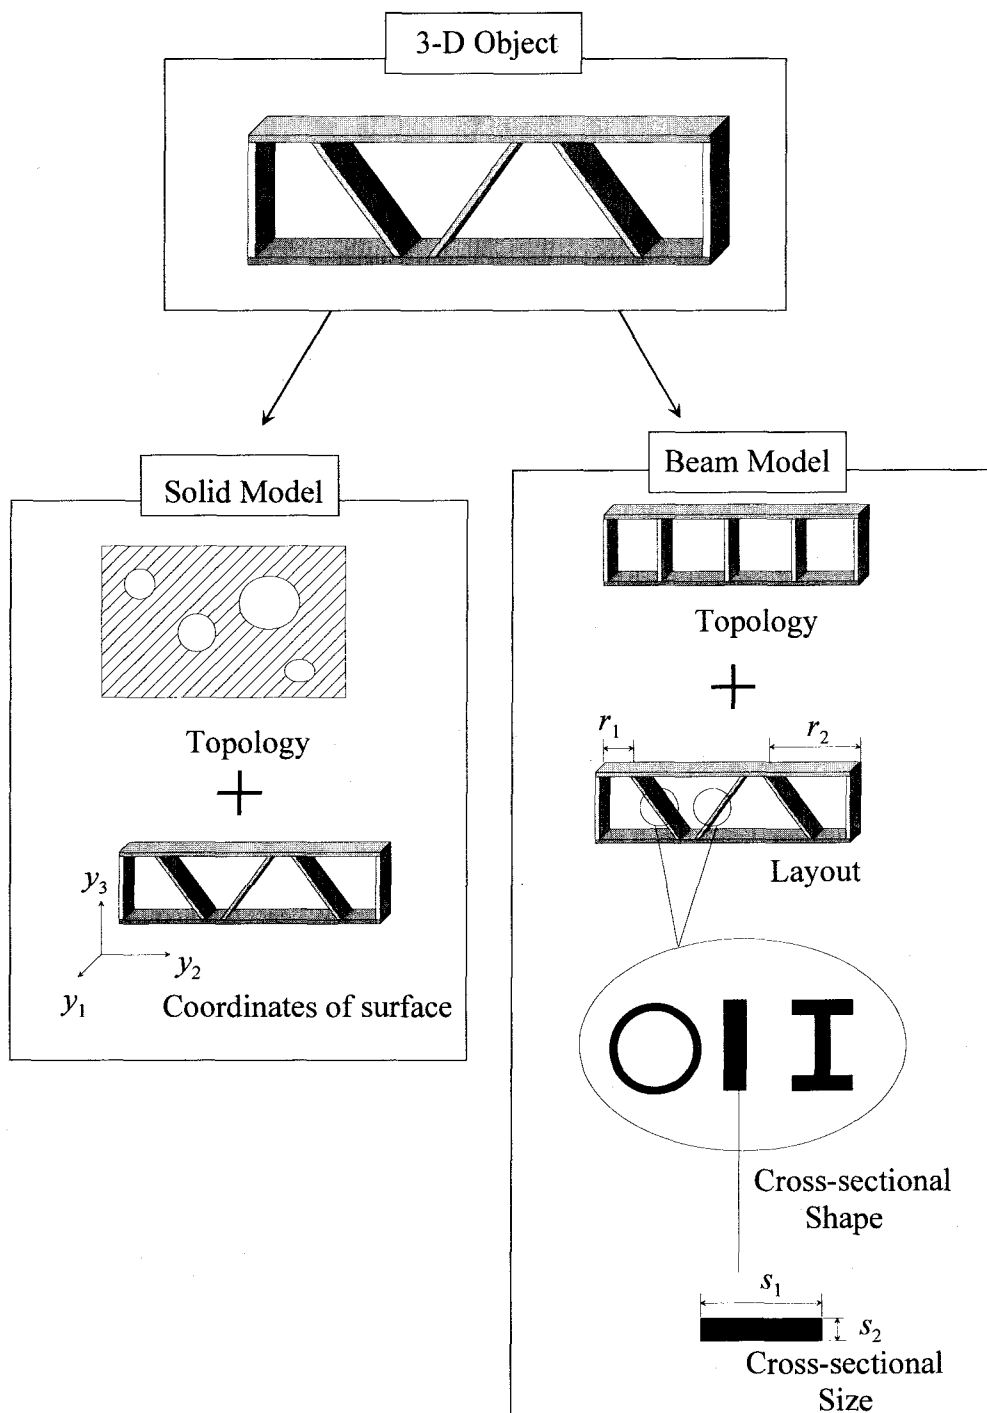 3-D Object
Solid Model
Topology
+
y3
y2
y1
Coordinates of surface
Beam Model
Topology
+
r1
r2
Layout
Cross-sectional
Shape
s1
s2
Cross-sectional
Size